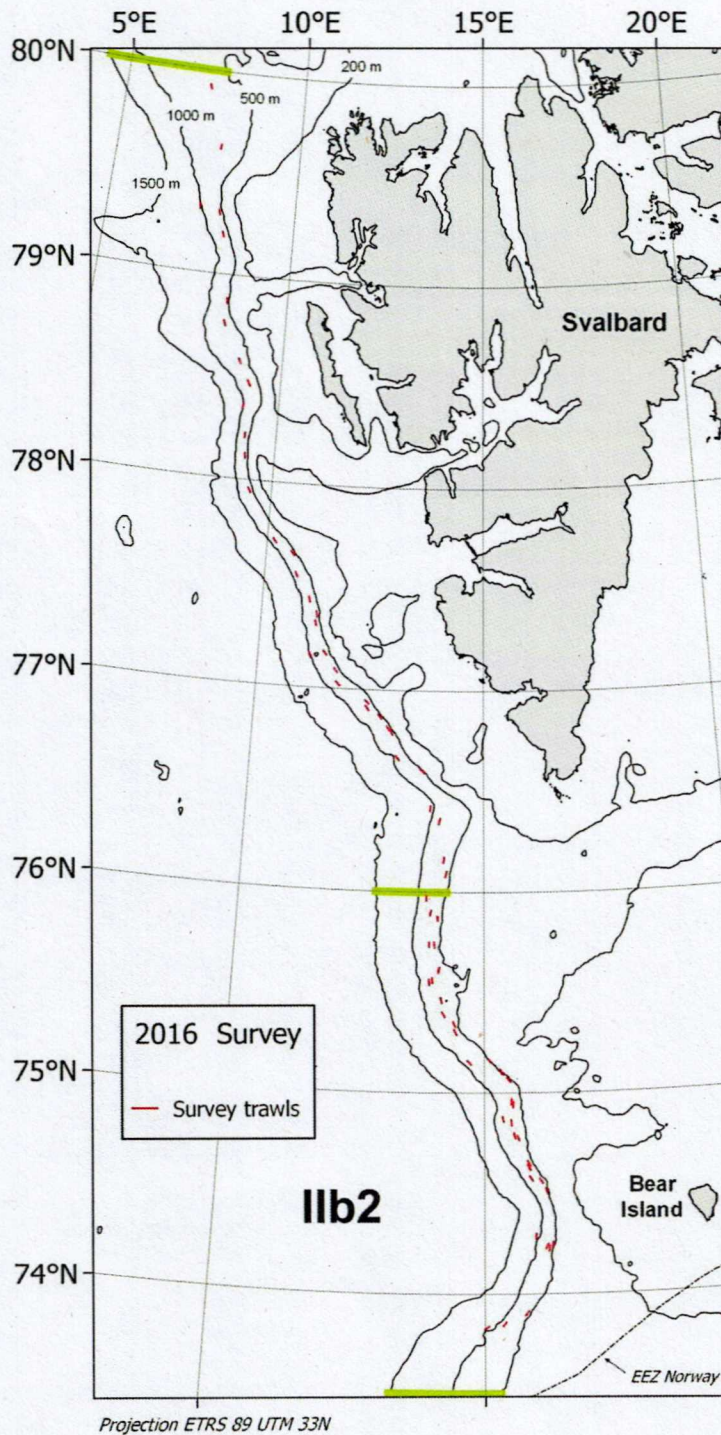 5°E 10°E 15°E 20°E
80°N
200 m
500 m
1000 m
1500 m
79°N
Svalbard
78°N
77°N
76°N
2016 Survey
Survey trawls
75°N
IIb2
Bear
Island
74°N
EEZ Norway
Projection ETRS 89 UTM 33N